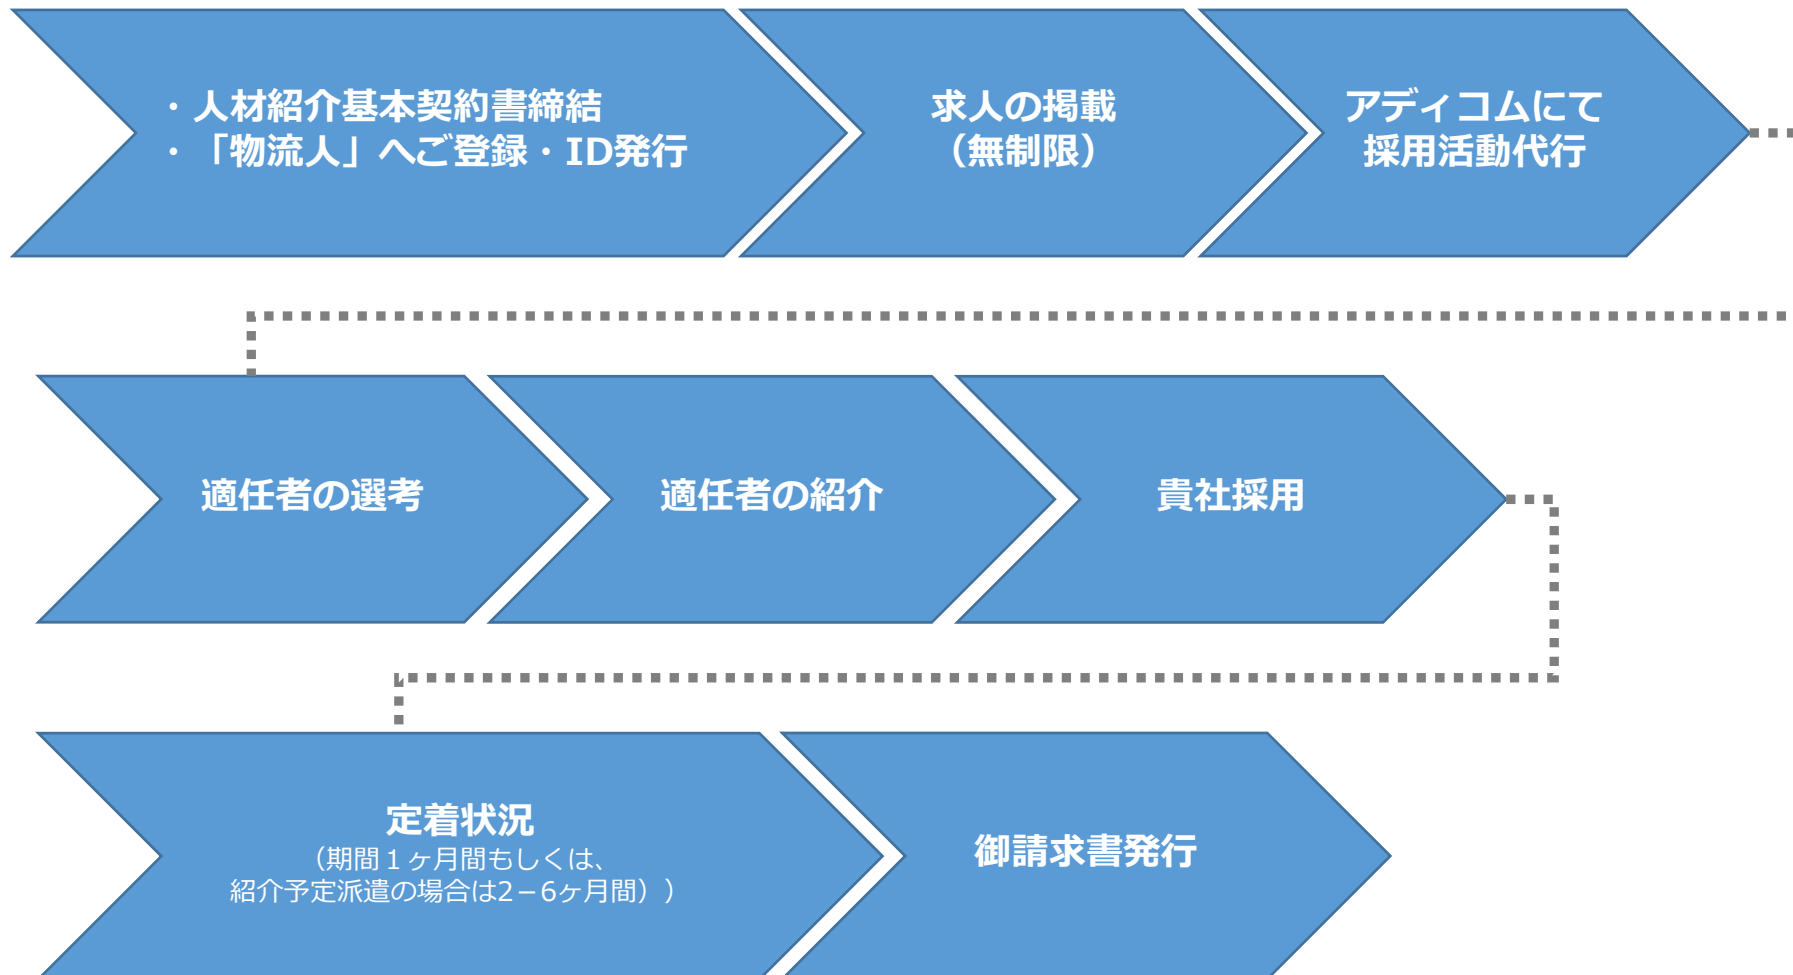 ・人材紹介基本契約書締結
・「物流人」へご登録・ID発行
求人の掲載
（無制限）
アディコムにて
採用活動代行
適任者の選考
適任者の紹介
貴社採用
定着状況
（期間１ヶ月間もしくは、
紹介予定派遣の場合は2－6ヶ月間））
御請求書発行